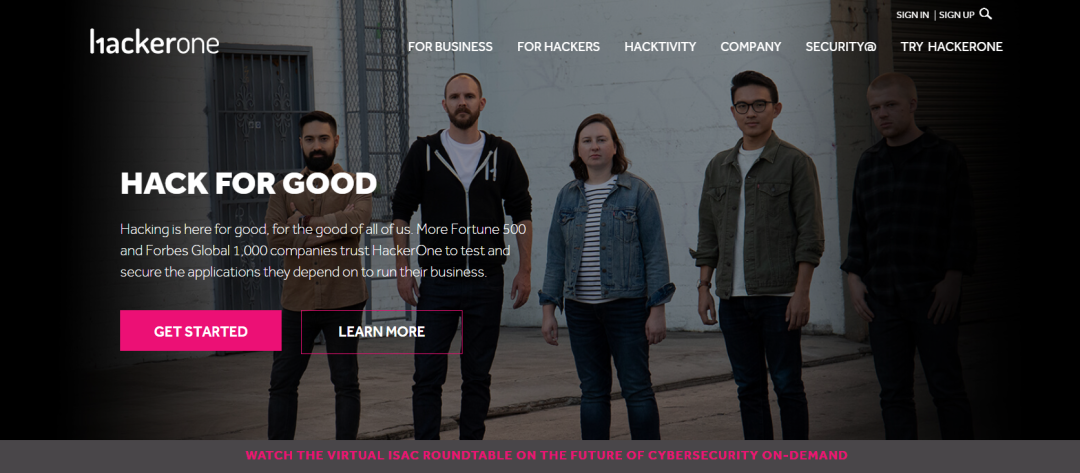 SIGN IN | SIGN UP
hackerone
FOR BUSINESS FOR HACKERS HACKTIVITY COMPANY SECURITY@ TRY HACKERONE
HACK FOR GOOD
Hacking is here for good, for the good of all of us. More Fortune 500
and Forbes Global 1,000 companies trust HackerOne to test and
secure the applications they depend on to run their business.
GET STARTED LEARN MORE
WATCH THE VIRTUAL ISAC ROUNDTABLE ON THE FUTURE OF CYBERSECURITY ON-DEMAND